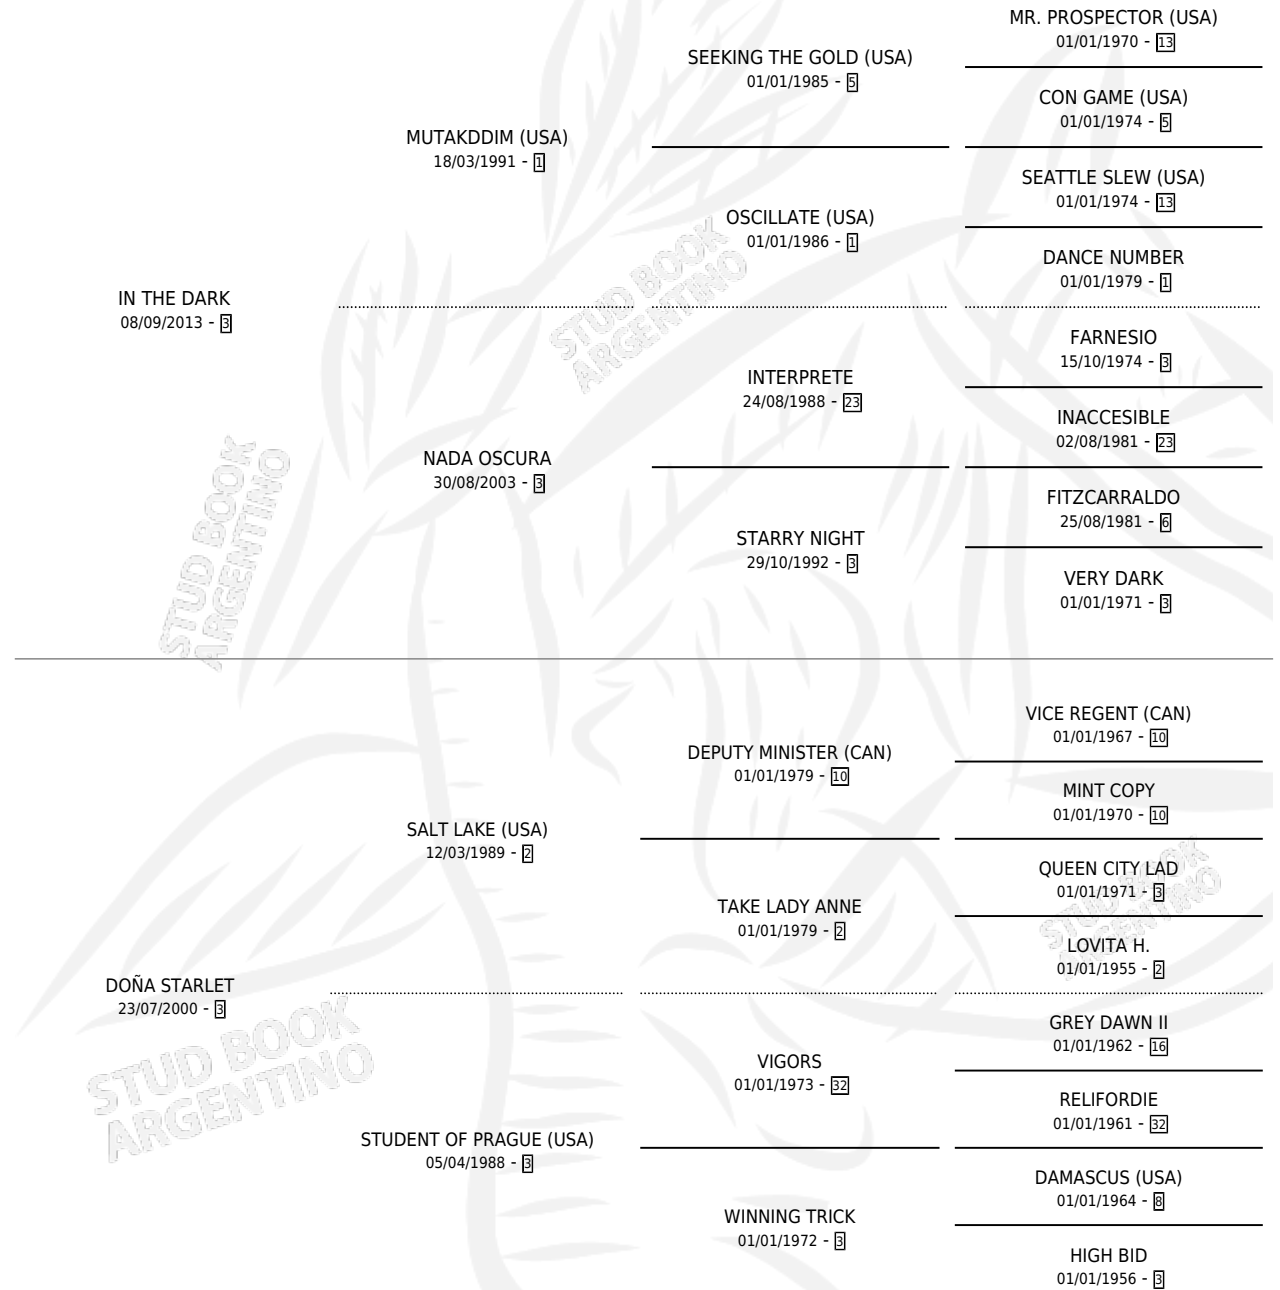 MR. PROSPECTOR (USA)
01/01/1970 - 13
SEEKING THE GOLD (USA)
01/01/1985 - 5
CON GAME (USA)
01/01/1974 - 5
MUTAKDDIM (USA)
18/03/1991 - 1
SEATTLE SLEW (USA)
01/01/1974 - 13
OSCILLATE (USA)
01/01/1986 - 1
DANCE NUMBER
01/01/1979 - 1
IN THE DARK
08/09/2013 - 3
STUD BOOK
ARGENTINO
FARNESIO
15/10/1974 - 3
INTERPRETE
24/08/1988 - 23
INACCESIBLE
02/08/1981 - 23
NADA OSCURA
30/08/2003 - 3
FITZCARRALDO
25/08/1981 - 6
STARRY NIGHT
29/10/1992 - 3
VERY DARK
01/01/1971 - 3
STUD BOOK
ARGENTINO
VICE REGENT (CAN)
01/01/1967 - 10
DEPUTY MINISTER (CAN)
01/01/1979 - 10
MINT COPY
01/01/1970 - 10
SALT LAKE (USA)
12/03/1989 - 2
QUEEN CITY LAD
01/01/1971 - 3
TAKE LADY ANNE
01/01/1979 - 2
LOVITA H.
01/01/1955 - 2
STUD BOOK
ARGENTINO
DOÑA STARLET
23/07/2000 - 3
GREY DAWN II
01/01/1962 - 16
VIGORS
01/01/1973 - 32
RELIFORDIE
01/01/1961 - 32
STUD BOOK
ARGENTINO
STUDENT OF PRAGUE (USA)
05/04/1988 - 3
DAMASCUS (USA)
01/01/1964 - 8
WINNING TRICK
01/01/1972 - 3
HIGH BID
01/01/1956 - 3